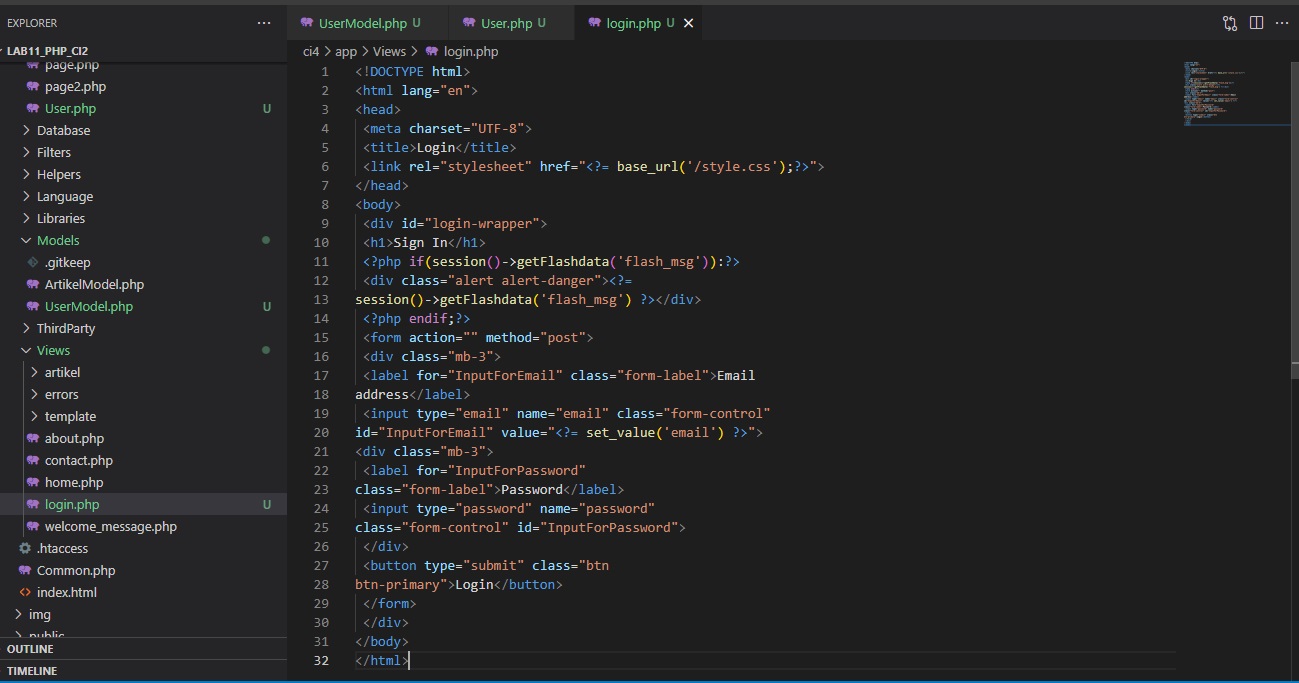 EXPLORER
LAB11_PHP_CI2
page.php
page2.php
User.php U
Database
Filters
Helpers
Language
Libraries
Models
.gitkeep
ArtikelModel.php
UserModel.php U
ThirdParty
Views
artikel
errors
template
about.php
contact.php
home.php
login.php U
welcome_message.php
.htaccess
Common.php
index.html
img
public
OUTLINE
TIMELINE
UserModel.php U
User.php U
login.php U
ci4 > app > Views > login.php
1 <!DOCTYPE html>
2 <html lang="en">
3 <head>
4 <meta charset="UTF-8">
5 <title>Login</title>
6 <link rel="stylesheet" href="<?= base_url('/style.css');?>">
7 </head>
8 <body>
9 <div id="login-wrapper">
10 <h1>Sign In</h1>
11 <?php if(session()->getFlashdata('flash_msg')):?>
12 <div class="alert alert-danger"><?=
13 session()->getFlashdata('flash_msg') ?></div>
14 <?php endif;?>
15 <form action="" method="post">
16 <div class="mb-3">
17 <label for="InputForEmail" class="form-label">Email
18 address</label>
19 <input type="email" name="email" class="form-control"
20 id="InputForEmail" value="<?= set_value('email') ?>">
21 <div class="mb-3">
22 <label for="InputForPassword"
23 class="form-label">Password</label>
24 <input type="password" name="password"
25 class="form-control" id="InputForPassword">
26 </div>
27 <button type="submit" class="btn
28 btn-primary">Login</button>
29 </form>
30 </div>
31 </body>
32 </html>